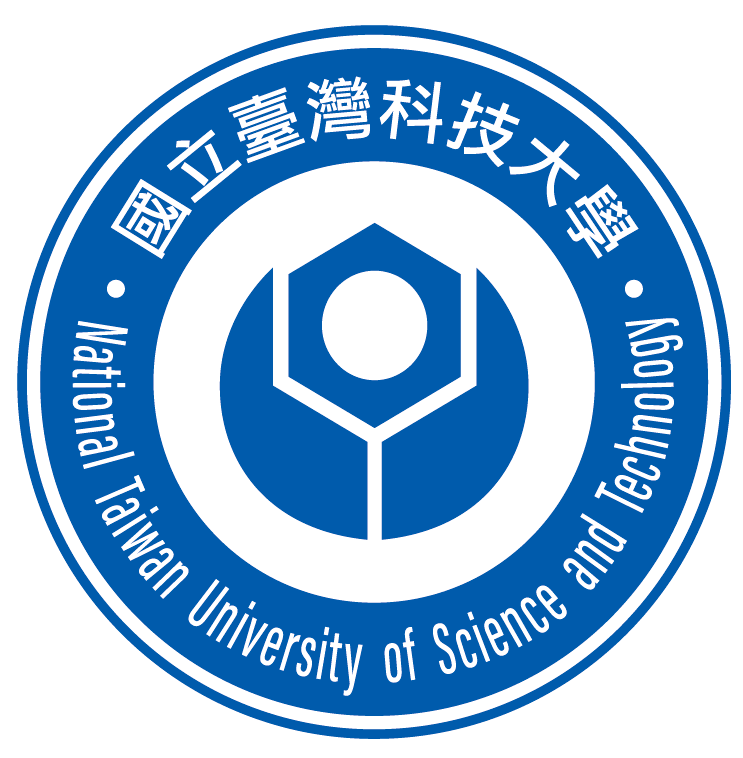 國立臺灣科技大學
National Taiwan University of Science and Technology